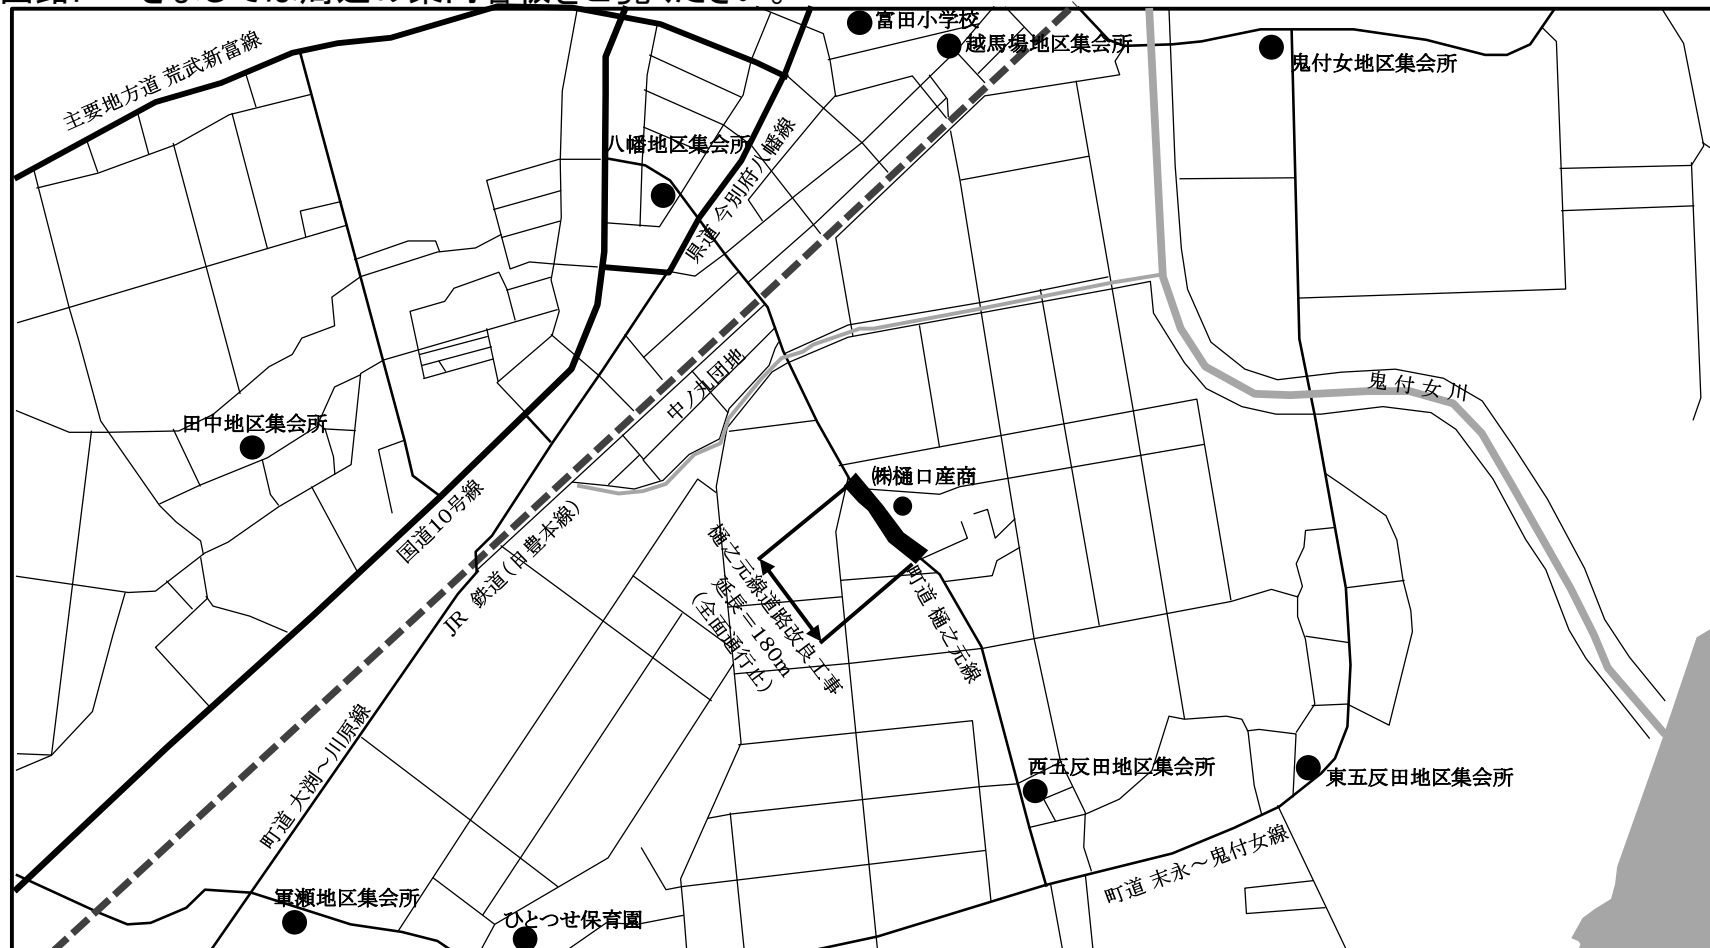 富田小学校
越馬場地区集会所
鬼付女地区集会所
主要地方道 荒武新富線
八幡地区集会所
県道 今別府八幡線
中ノ丸団地
鬼 付 女 川
田中地区集会所
㈱樋口産商
国道10号線
JR 鉄道(日豊本線)
樋之元線道路改良工事
延長=180m
(全面通行止)
町道 樋之元線
町道 大渕～川原線
西五反田地区集会所
東五反田地区集会所
町道 末永～鬼付女線
軍瀬地区集会所
ひとつせ保育園